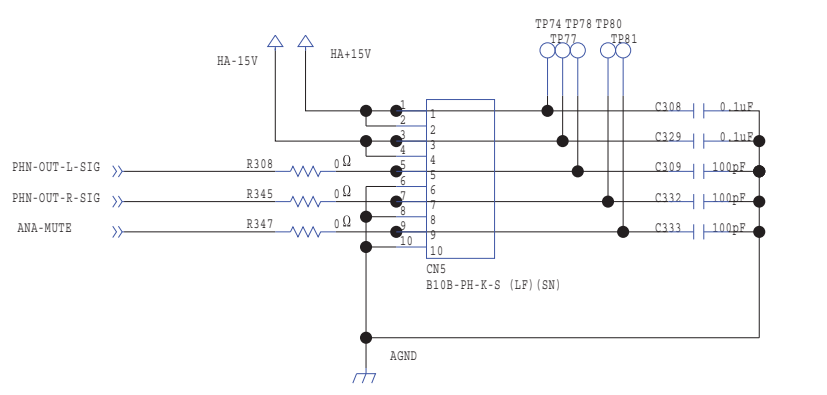 TP74 TP78 TP80
TP77 TP81
HA-15V
HA+15V
1 1
2 2
3 3
4 4
5 5
6 6
7 7
8 8
9 9
10 10
C308 0.1uF
C329 0.1uF
PHN-OUT-L-SIG R308 0Ω C309 100pF
PHN-OUT-R-SIG R345 0Ω C332 100pF
ANA-MUTE R347 0Ω C333 100pF
CN5
B10B-PH-K-S (LF)(SN)
AGND